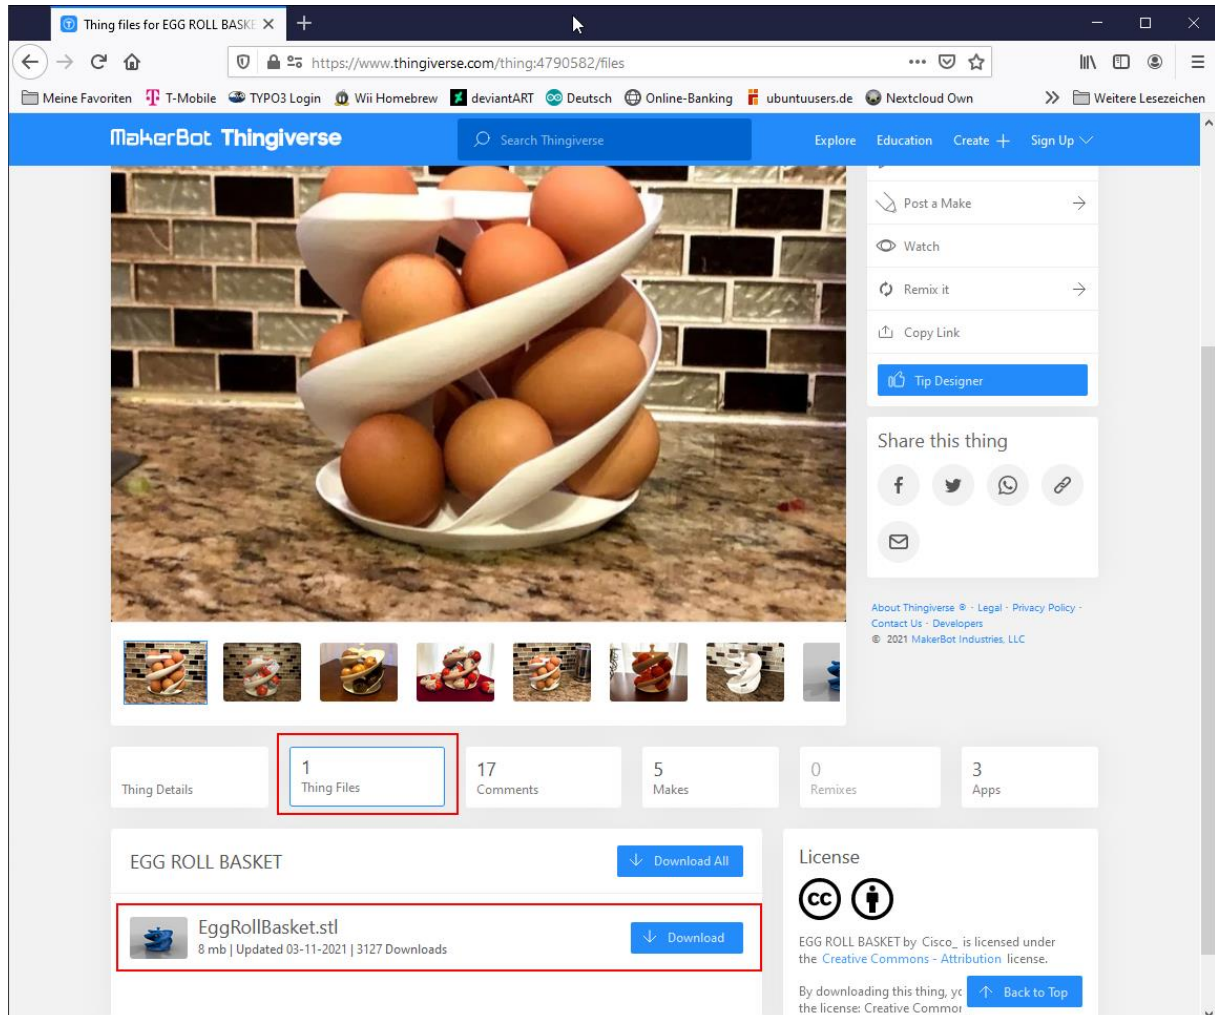 Thing files for EGG ROLL BASKE
https://www.thingiverse.com/thing:4790582/files
Meine Favoriten T-Mobile TYPO3 Login Wii Homebrew deviantART Deutsch Online-Banking ubuntuusers.de Nextcloud Own Weitere Lesezeichen
MakerBot Thingiverse Search Thingiverse Explore Education Create + Sign Up
Post a Make
Watch
Remix it
Copy Link
Tip Designer
Share this thing
About Thingiverse ® · Legal · Privacy Policy ·
Contact Us · Developers
© 2021 MakerBot Industries, LLC
Thing Details
1
Thing Files
17
Comments
5
Makes
0
Remixes
3
Apps
EGG ROLL BASKET
Download All
EggRollBasket.stl
8 mb | Updated 03-11-2021 | 3127 Downloads
Download
License
cc
EGG ROLL BASKET by Cisco_ is licensed under
the Creative Commons - Attribution license.
By downloading this thing, yo
the license: Creative Common
Back to Top